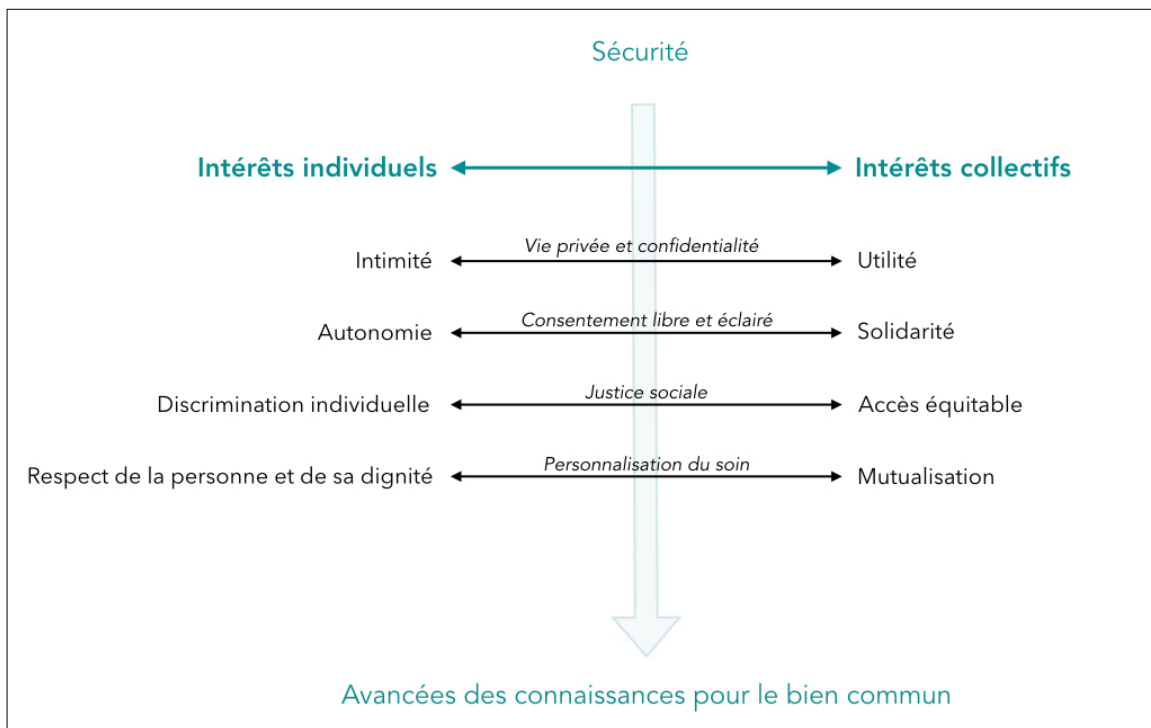 Sécurité
Intérêts individuels
Intérêts collectifs
Intimité
Vie privée et confidentialité
Utilité
Autonomie
Consentement libre et éclairé
Solidarité
Discrimination individuelle
Justice sociale
Accès équitable
Respect de la personne et de sa dignité
Personnalisation du soin
Mutualisation
Avancées des connaissances pour le bien commun